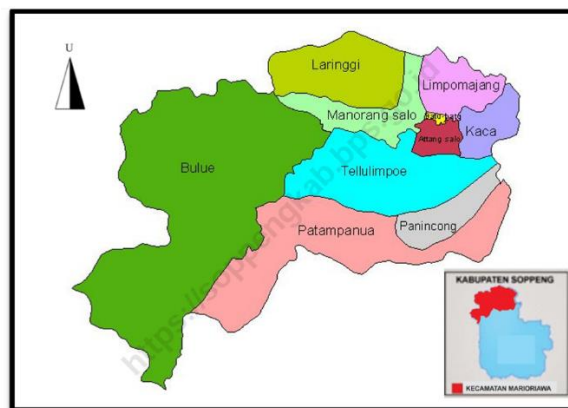 U
Laringgi
Limpomajang
Manorang salo
Kaca
Attang salo
Bulue
Tellulimpoe
Patampanua
Panincong
https://soppengkab.bps.go.id
KABUPATEN SOPPENG
KECAMATAN MARIORIAWA